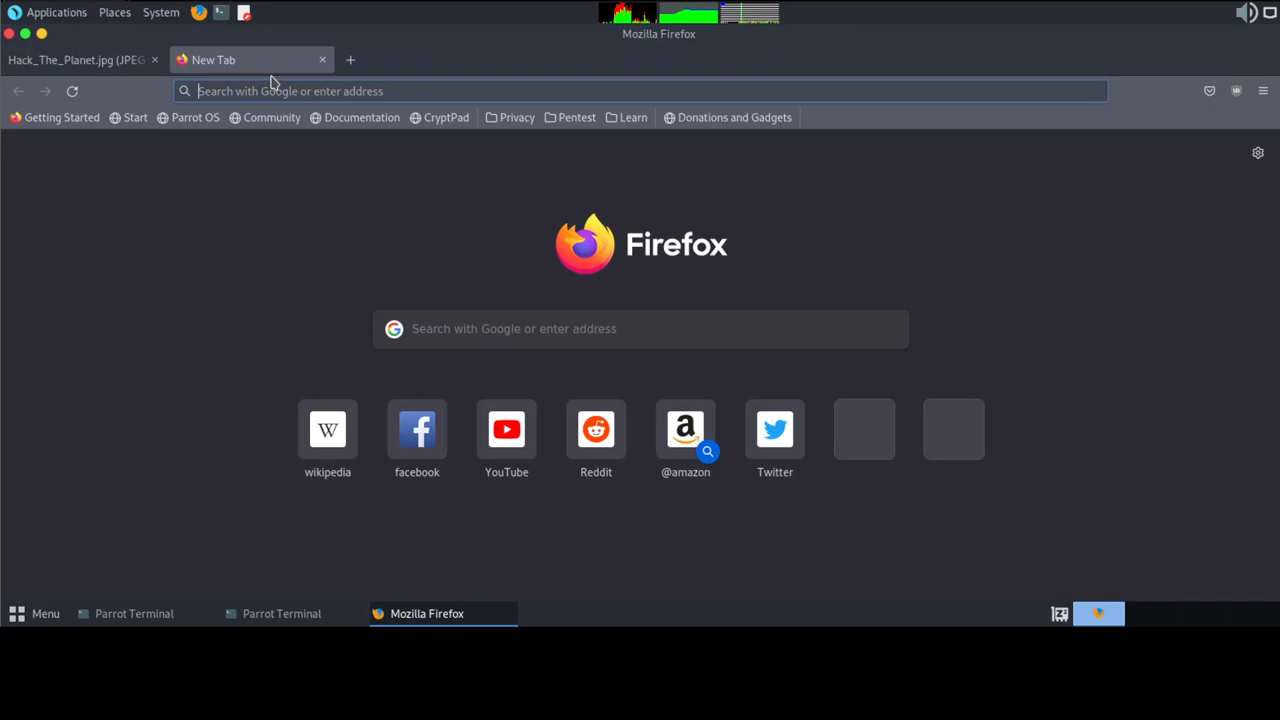 Applications Places System
Mozilla Firefox
Hack_The_Planet.jpg (JPEG
New Tab
Search with Google or enter address
Getting Started Start Parrot OS Community Documentation CryptPad Privacy Pentest Learn Donations and Gadgets
Firefox
Search with Google or enter address
wikipedia facebook YouTube Reddit @amazon Twitter
Menu Parrot Terminal Parrot Terminal Mozilla Firefox